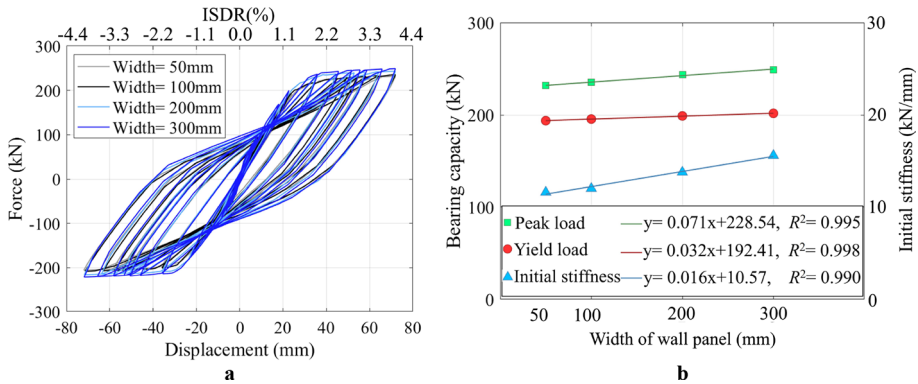 ISDR(%)
-4.4 -3.3 -2.2 -1.1 0.0 1.1 2.2 3.3 4.4
300
200
100
0
-100
-200
-300
Force (kN)
Width= 50mm
Width= 100mm
Width= 200mm
Width= 300mm
-80 -60 -40 -20 0 20 40 60 80
Displacement (mm)
a
300
200
100
0
Bearing capacity (kN)
30
20
10
0
Initial stiffness (kN/mm)
Peak load y= 0.071x+228.54, R²= 0.995
Yield load y= 0.032x+192.41, R²= 0.998
Initial stiffness y= 0.016x+10.57, R²= 0.990
50 100 200 300
Width of wall panel (mm)
b